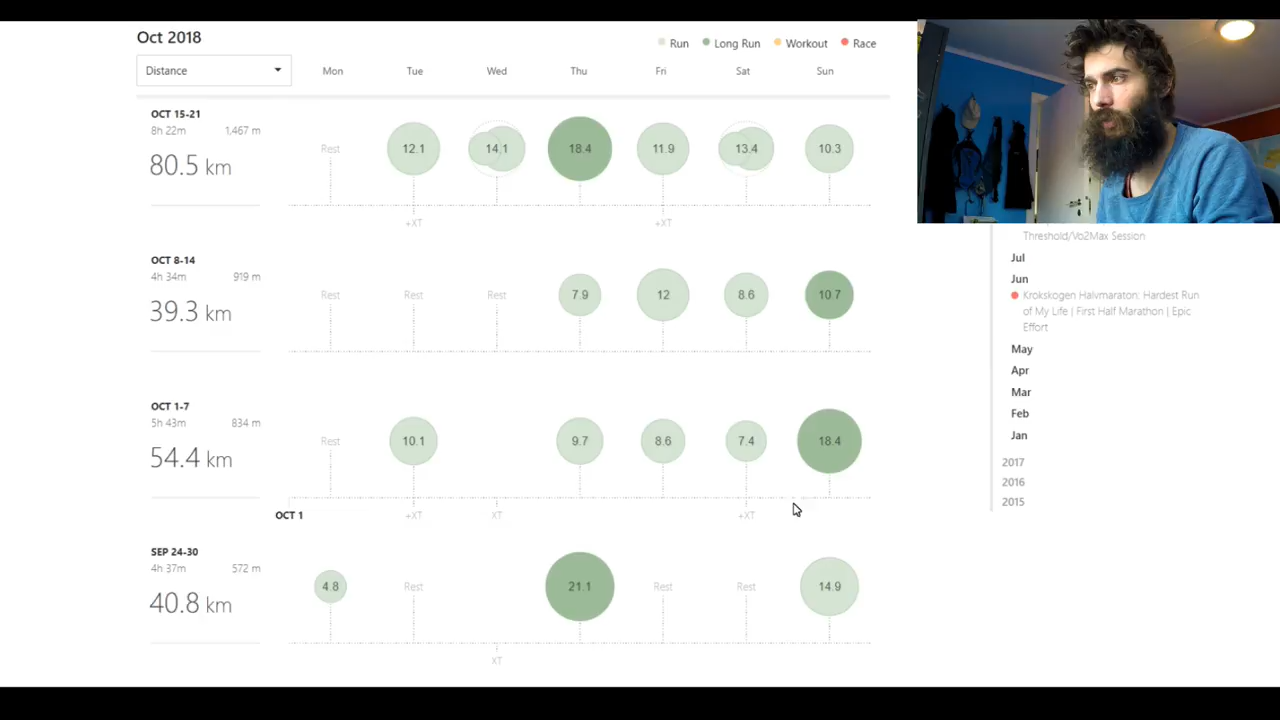 Oct 2018
Run Long Run Workout Race
Distance
Mon Tue Wed Thu Fri Sat Sun
OCT 15-21
8h 22m 1,467 m
80.5 km
Rest 12.1 14.1 18.4 11.9 13.4 10.3
+XT +XT
OCT 8-14
4h 34m 919 m
39.3 km
Rest Rest Rest 7.9 12 8.6 10.7
OCT 1-7
5h 43m 834 m
54.4 km
Rest 10.1 9.7 8.6 7.4 18.4
OCT 1 +XT XT +XT
SEP 24-30
4h 37m 572 m
40.8 km
4.8 Rest 21.1 Rest Rest 14.9
XT
Threshold/Vo2Max Session
Jul
Jun
Krokskogen Halvmaraton: Hardest Run
of My Life | First Half Marathon | Epic
Effort
May
Apr
Mar
Feb
Jan
2017
2016
2015